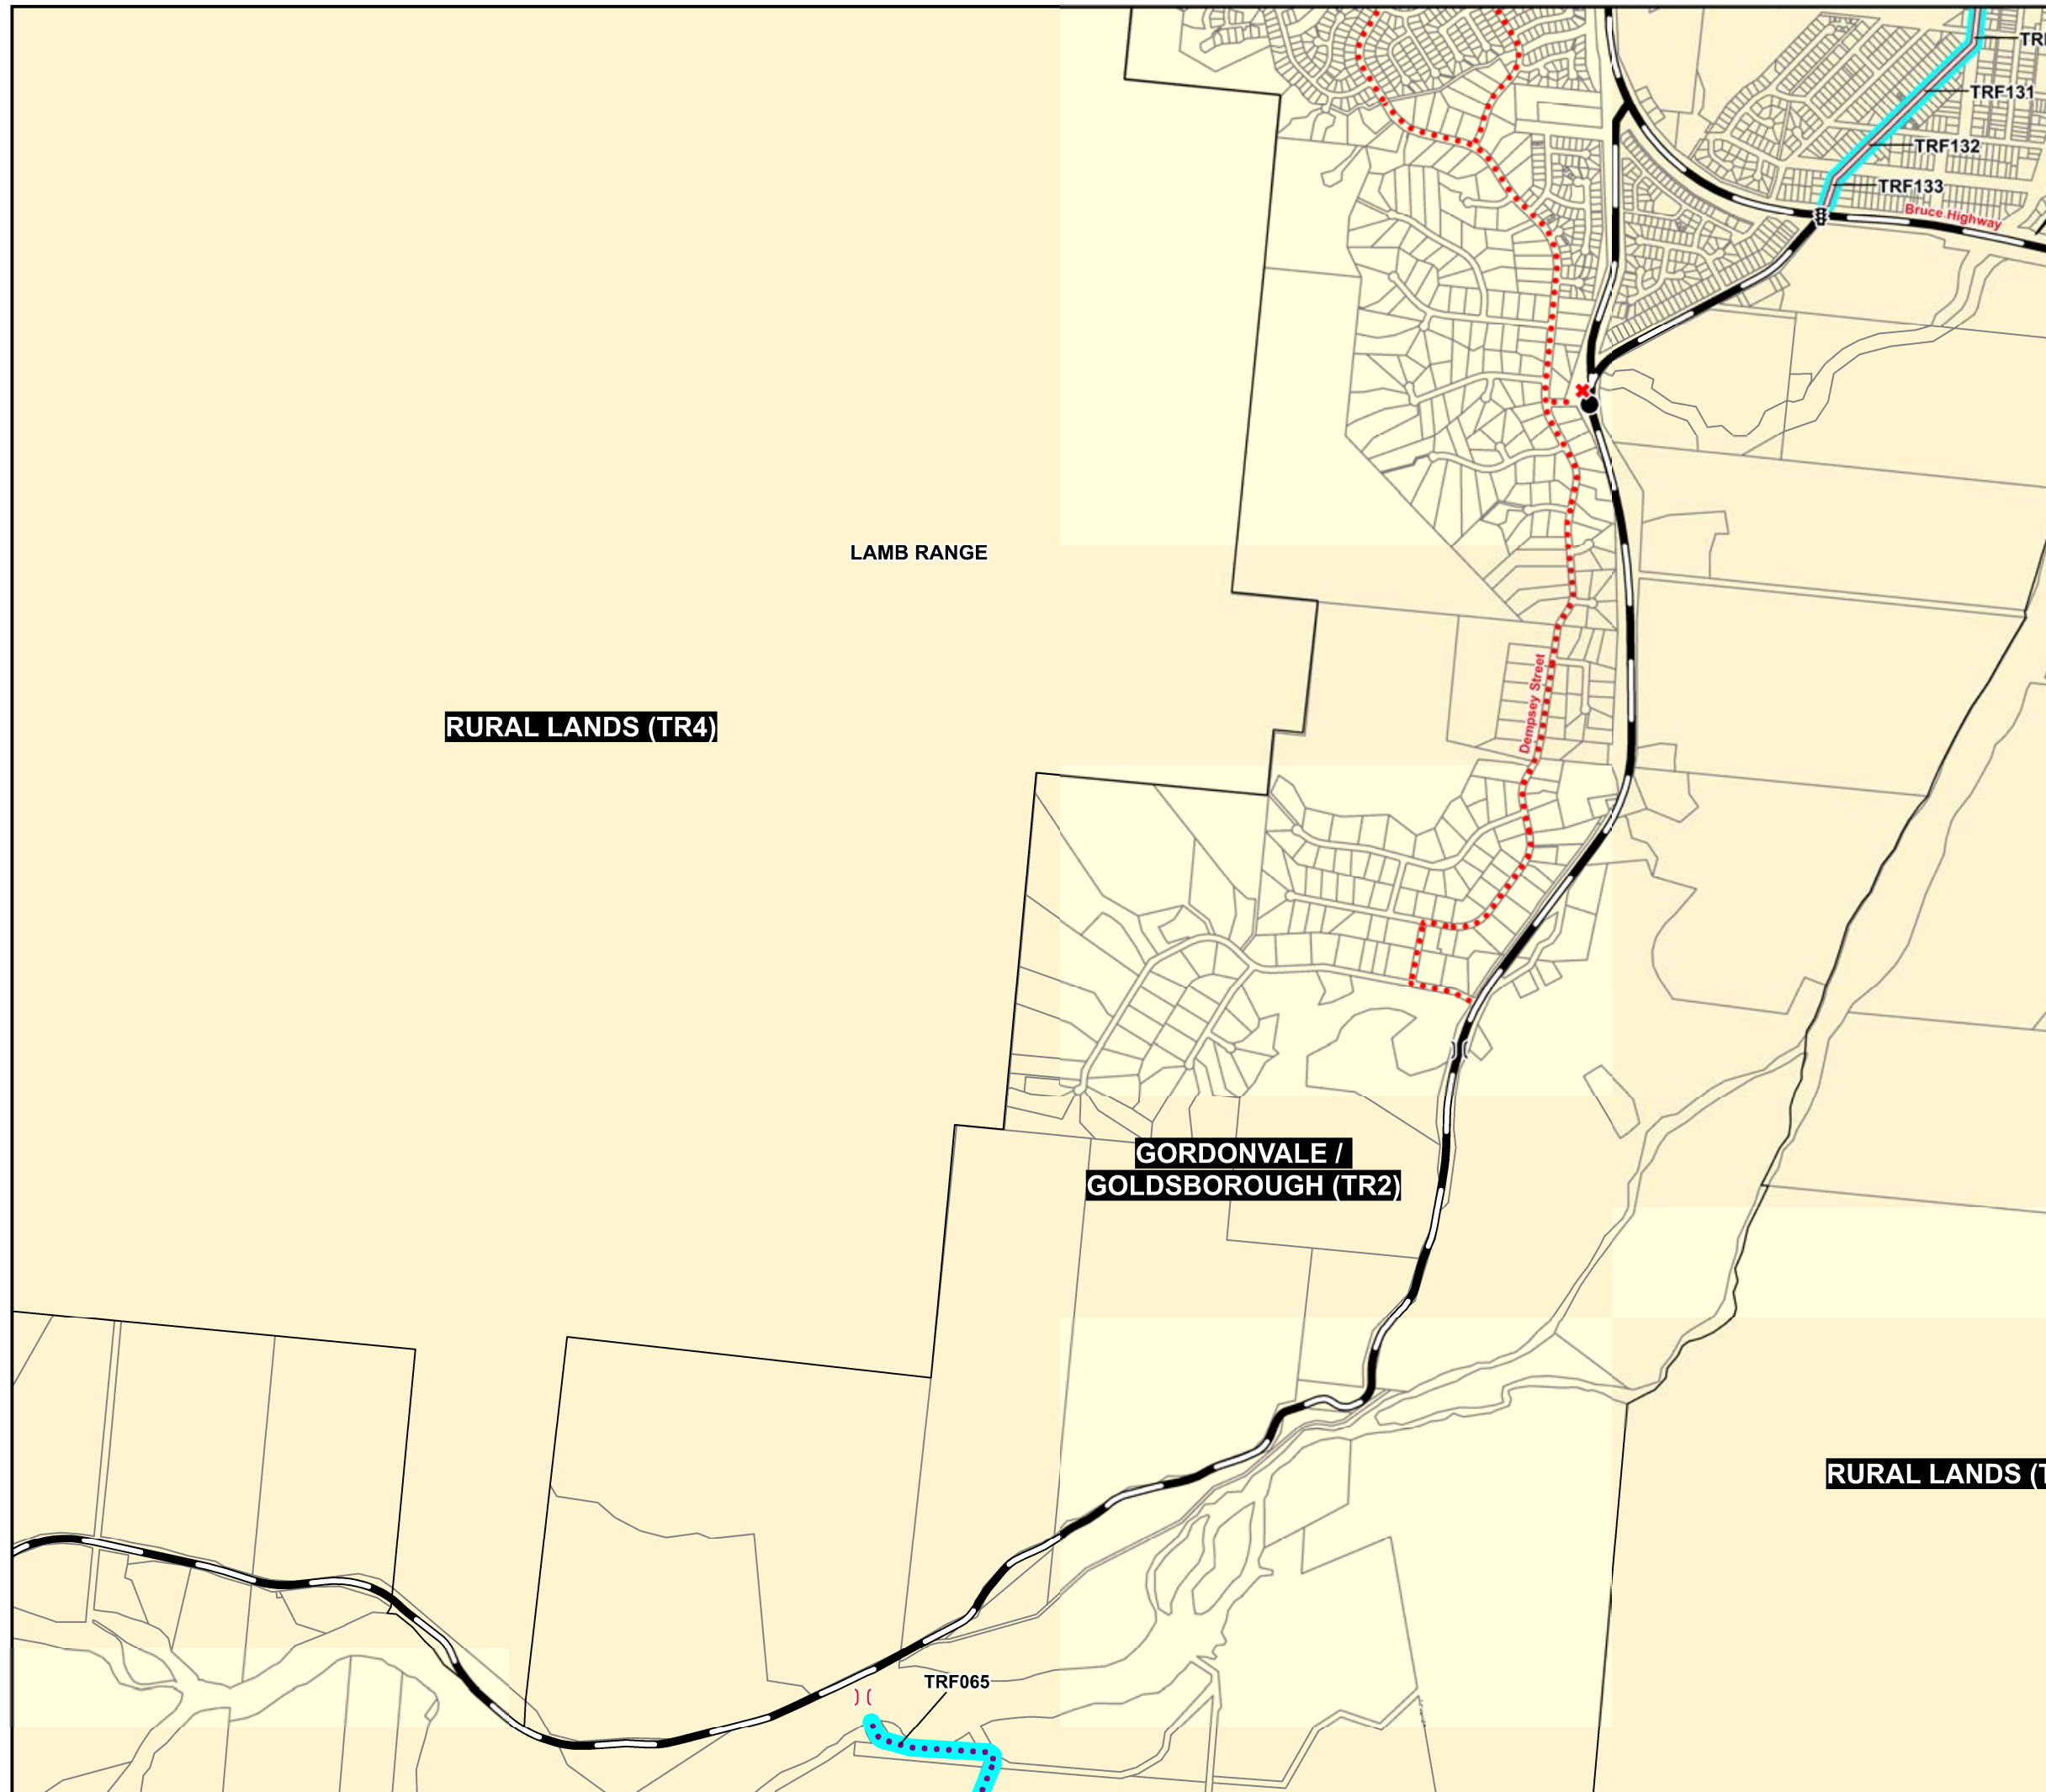 TRF131
TRF132
TRF133
Bruce Highway
LAMB RANGE
RURAL LANDS (TR4)
Dempsey Street
GORDONVALE /
GOLDSBOROUGH (TR2)
RURAL LANDS (
TRF065